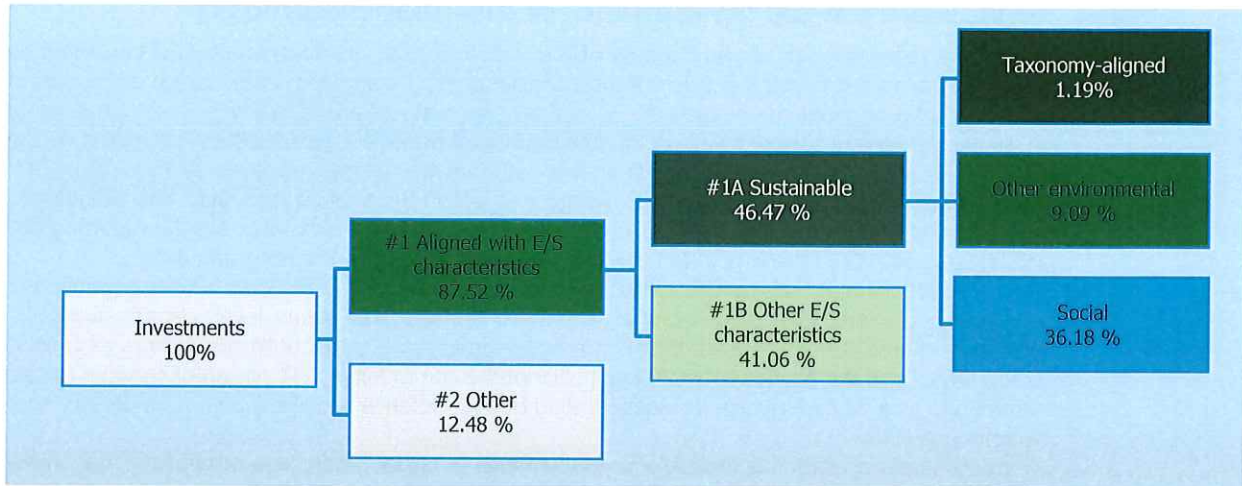 Investments
100%
#1 Aligned with E/S
characteristics
87.52 %
#2 Other
12.48 %
#1A Sustainable
46.47 %
#1B Other E/S
characteristics
41.06 %
Taxonomy-aligned
1.19%
Other environmental
9.09 %
Social
36.18 %